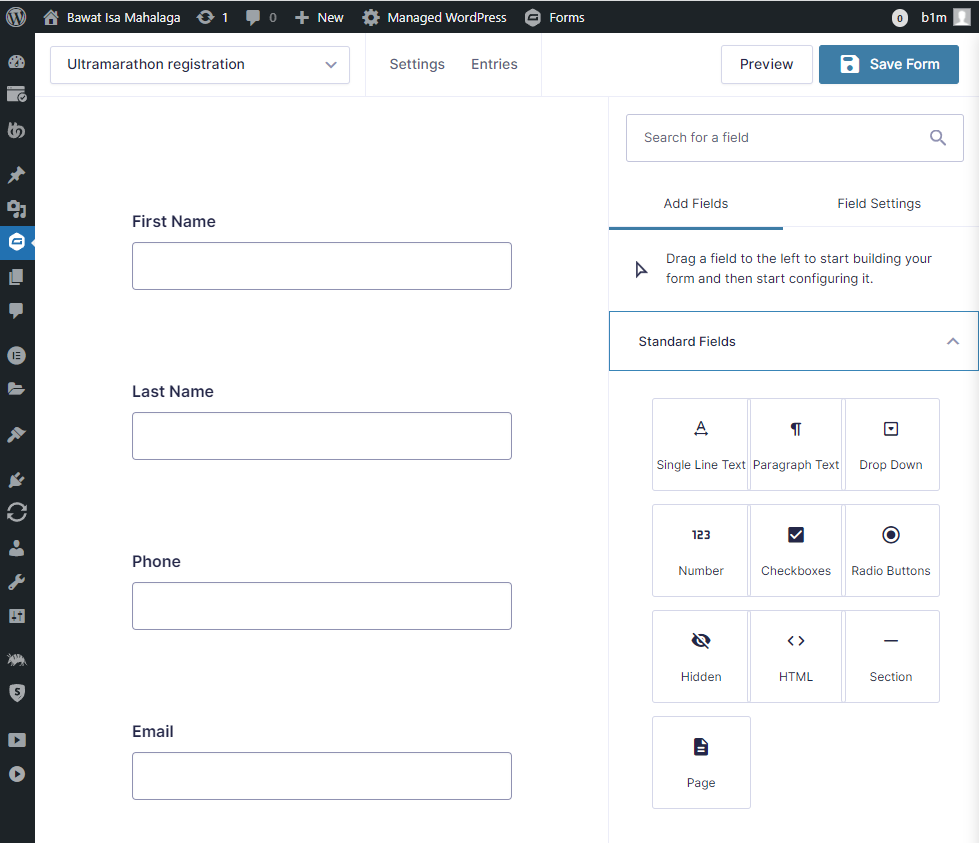 Bawat Isa Mahalaga 1 0 New Managed WordPress Forms 0 b1m
Ultramarathon registration Settings Entries Preview Save Form
Search for a field
Add Fields Field Settings
Drag a field to the left to start building your
form and then start configuring it.
Standard Fields
Single Line Text Paragraph Text Drop Down
123
Number Checkboxes Radio Buttons
Hidden HTML Section
Page
First Name
Last Name
Phone
Email